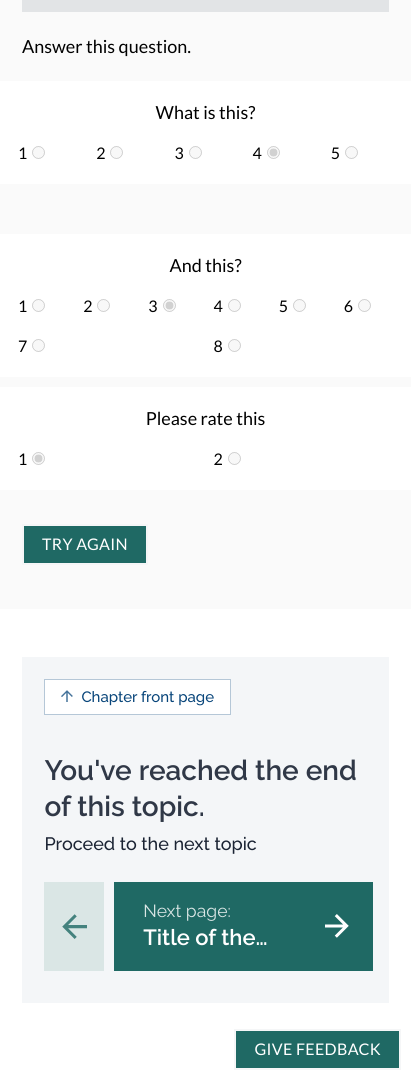 Answer this question.
What is this?
1 2 3 4 5
And this?
1 2 3 4 5 6
7 8
Please rate this
1 2
TRY AGAIN
Chapter front page
You've reached the end
of this topic.
Proceed to the next topic
Next page:
Title of the...
GIVE FEEDBACK